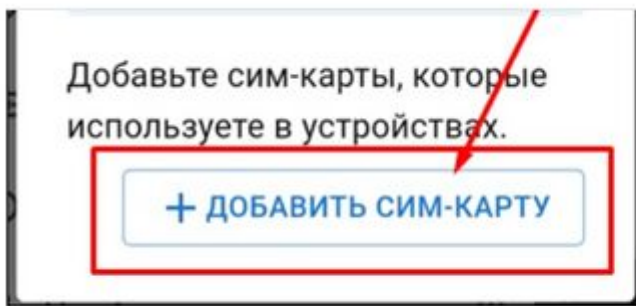 Добавьте сим-карты, которые
используете в устройствах.
+ ДОБАВИТЬ СИМ-КАРТУ